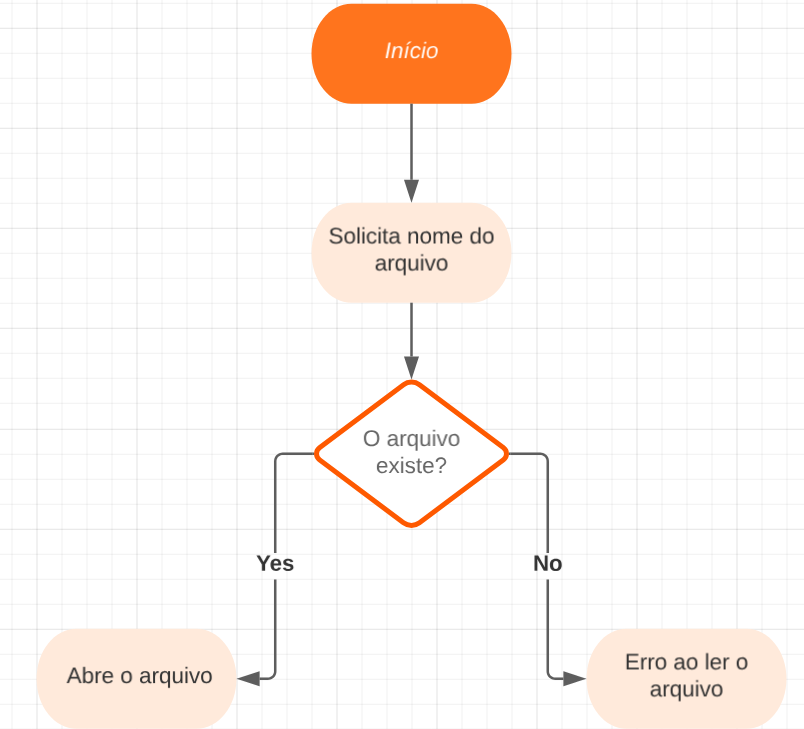 Início
Solicita nome do
arquivo
O arquivo
existe?
Yes
No
Abre o arquivo
Erro ao ler o
arquivo